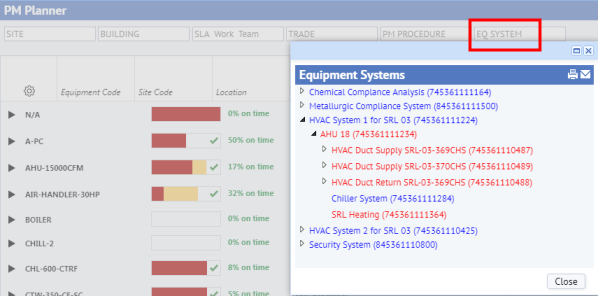 PM Planner
SITE BUILDING SLA Work Team TRADE PM PROCEDURE EQ SYSTEM
Equipment Code Site Code Location
N/A 0% on time
A-PC 50% on time
AHU-15000CFM 17% on time
AIR-HANDLER-30HP 32% on time
BOILER 0% on time
CHILL-2 0% on time
CHL-600-CTRF 8% on time
CTW-350-CF-SC 5% on time
Equipment Systems
Chemical Compliance Analysis (745361111164)
Metallurgic Compliance System (845361111500)
HVAC System 1 for SRL 03 (745361111224)
AHU 18 (745361111234)
HVAC Duct Supply SRL-03-369CHS (745361110487)
HVAC Duct Supply SRL-03-370CHS (745361110489)
HVAC Duct Return SRL-03-369CHS (745361110488)
Chiller System (745361111284)
SRL Heating (745361111364)
HVAC System 2 for SRL 03 (745361110425)
Security System (845361110800)
Close